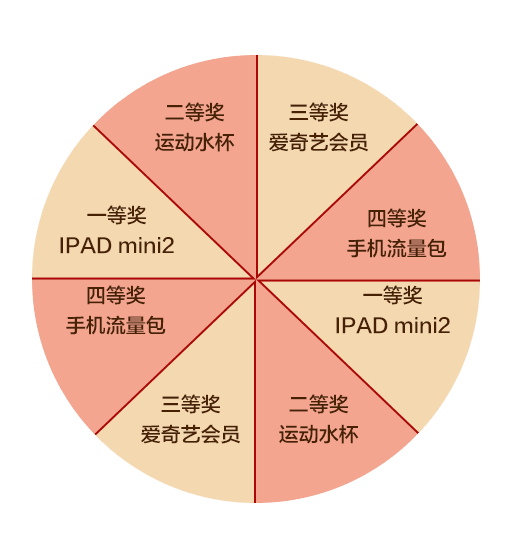 二等奖
运动水杯
三等奖
爱奇艺会员
一等奖
IPAD mini2
四等奖
手机流量包
四等奖
手机流量包
一等奖
IPAD mini2
三等奖
爱奇艺会员
二等奖
运动水杯